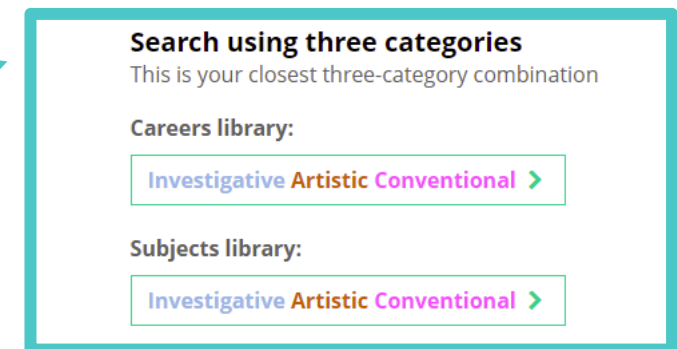 Search using three categories
This is your closest three-category combination
Careers library:
Investigative Artistic Conventional
Subjects library:
Investigative Artistic Conventional